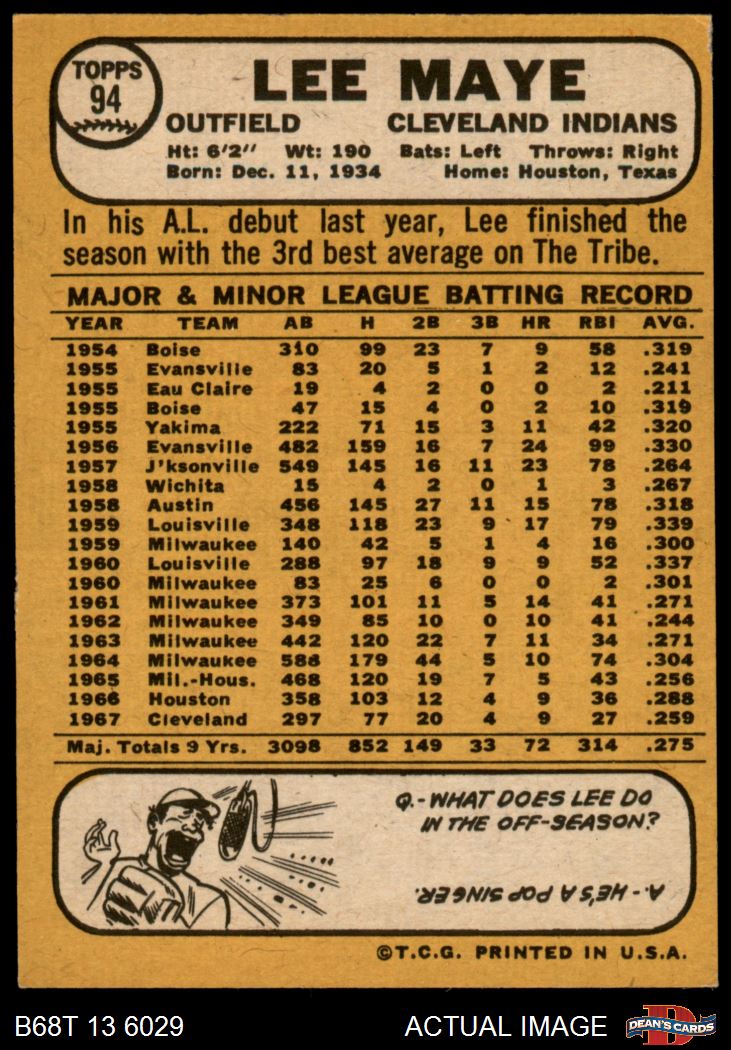 TOPPS
94
LEE MAYE
OUTFIELD CLEVELAND INDIANS
Ht: 6'2" Wt: 190 Bats: Left Throws: Right
Born: Dec. 11, 1934 Home: Houston, Texas
In his A.L. debut last year, Lee finished the
season with the 3rd best average on The Tribe.
MAJOR & MINOR LEAGUE BATTING RECORD
YEAR TEAM AB H 2B 3B HR RBI AVG.
1954 Boise 310 99 23 7 9 58 .319
1955 Evansville 83 20 5 1 2 12 .241
1955 Eau Claire 19 4 2 0 0 2 .211
1955 Boise 47 15 4 0 2 10 .319
1955 Yakima 222 71 15 3 11 42 .320
1956 Evansville 482 159 16 7 24 99 .330
1957 J'ksonville 549 145 16 11 23 78 .264
1958 Wichita 15 4 2 0 1 3 .267
1958 Austin 456 145 27 11 15 78 .318
1959 Louisville 348 118 23 9 17 79 .339
1959 Milwaukee 140 42 5 1 4 16 .300
1960 Louisville 288 97 18 9 9 52 .337
1960 Milwaukee 83 25 6 0 0 2 .301
1961 Milwaukee 373 101 11 5 14 41 .271
1962 Milwaukee 349 85 10 0 10 41 .244
1963 Milwaukee 442 120 22 7 11 34 .271
1964 Milwaukee 588 179 44 5 10 74 .304
1965 Mil.-Hous. 468 120 19 7 5 43 .256
1966 Houston 358 103 12 4 9 36 .288
1967 Cleveland 297 77 20 4 9 27 .259
Maj. Totals 9 Yrs. 3098 852 149 33 72 314 .275
Q.-WHAT DOES LEE DO
IN THE OFF-SEASON?
A.-HE'S A POP SINGER.
©T.C.G. PRINTED IN U.S.A.
B68T 13 6029 ACTUAL IMAGE D DEAN'S CARDS